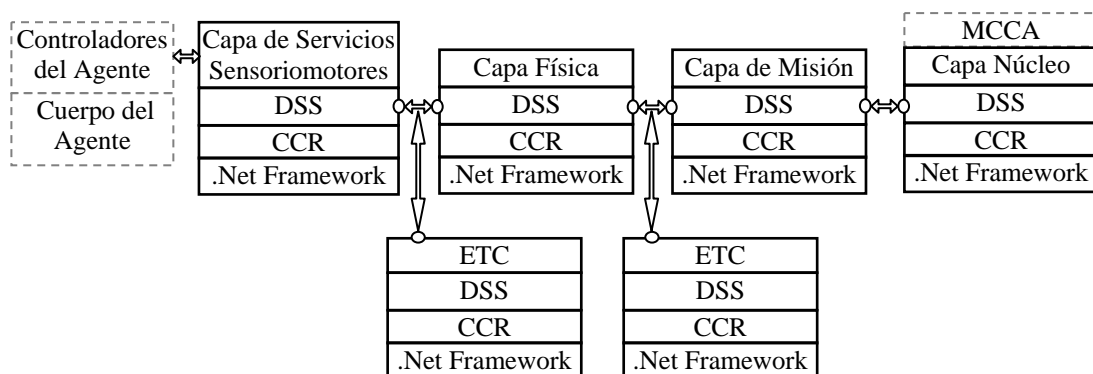 Controladores
del Agente
Cuerpo del
Agente
Capa de Servicios
Sensoriomotores
DSS
CCR
.Net Framework
Capa Física
DSS
CCR
.Net Framework
Capa de Misión
DSS
CCR
.Net Framework
MCCA
Capa Núcleo
DSS
CCR
.Net Framework
ETC
DSS
CCR
.Net Framework
ETC
DSS
CCR
.Net Framework